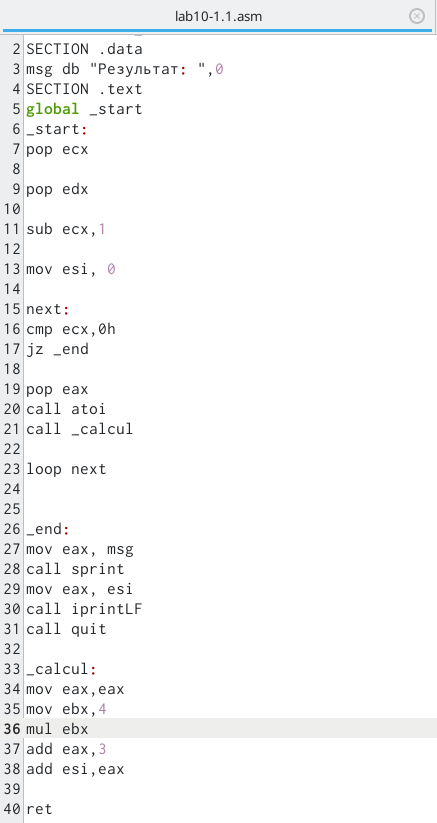 lab10-1.1.asm
2 SECTION .data
3 msg db "Результат: ",0
4 SECTION .text
5 global _start
6 _start:
7 pop ecx
8
9 pop edx
10
11 sub ecx,1
12
13 mov esi, 0
14
15 next:
16 cmp ecx,0h
17 jz _end
18
19 pop eax
20 call atoi
21 call _calcul
22
23 loop next
24
25
26 _end:
27 mov eax, msg
28 call sprint
29 mov eax, esi
30 call iprintLF
31 call quit
32
33 _calcul:
34 mov eax,eax
35 mov ebx,4
36 mul ebx
37 add eax,3
38 add esi,eax
39
40 ret